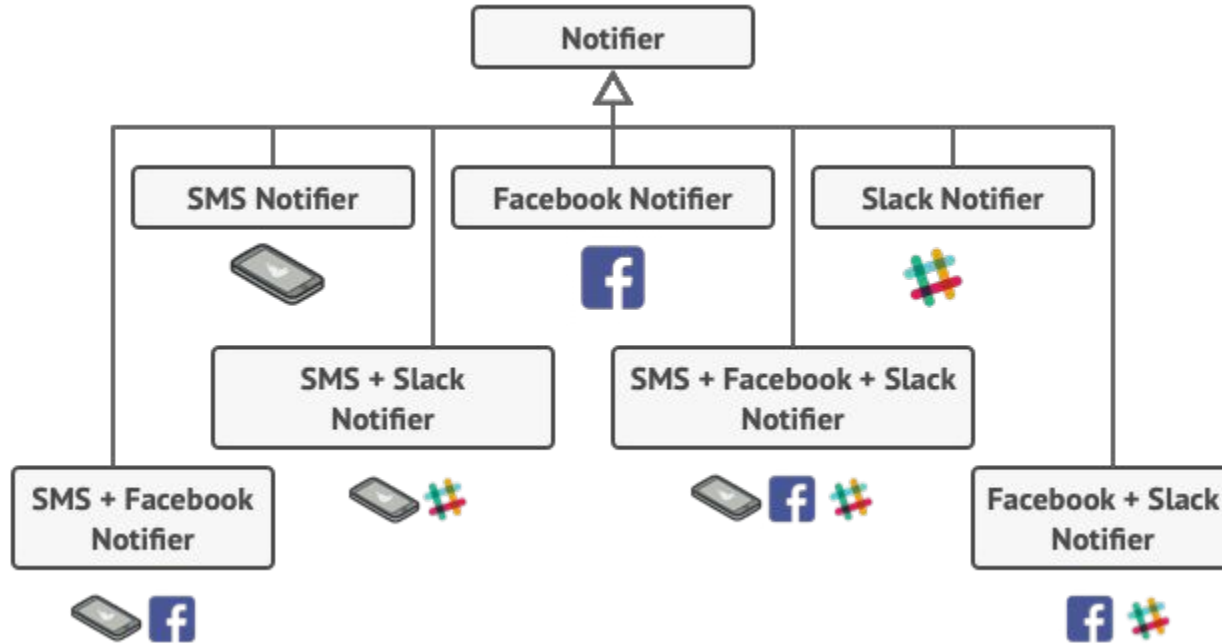 Notifier
SMS Notifier
Facebook Notifier
Slack Notifier
SMS + Slack
Notifier
SMS + Facebook + Slack
Notifier
SMS + Facebook
Notifier
Facebook + Slack
Notifier